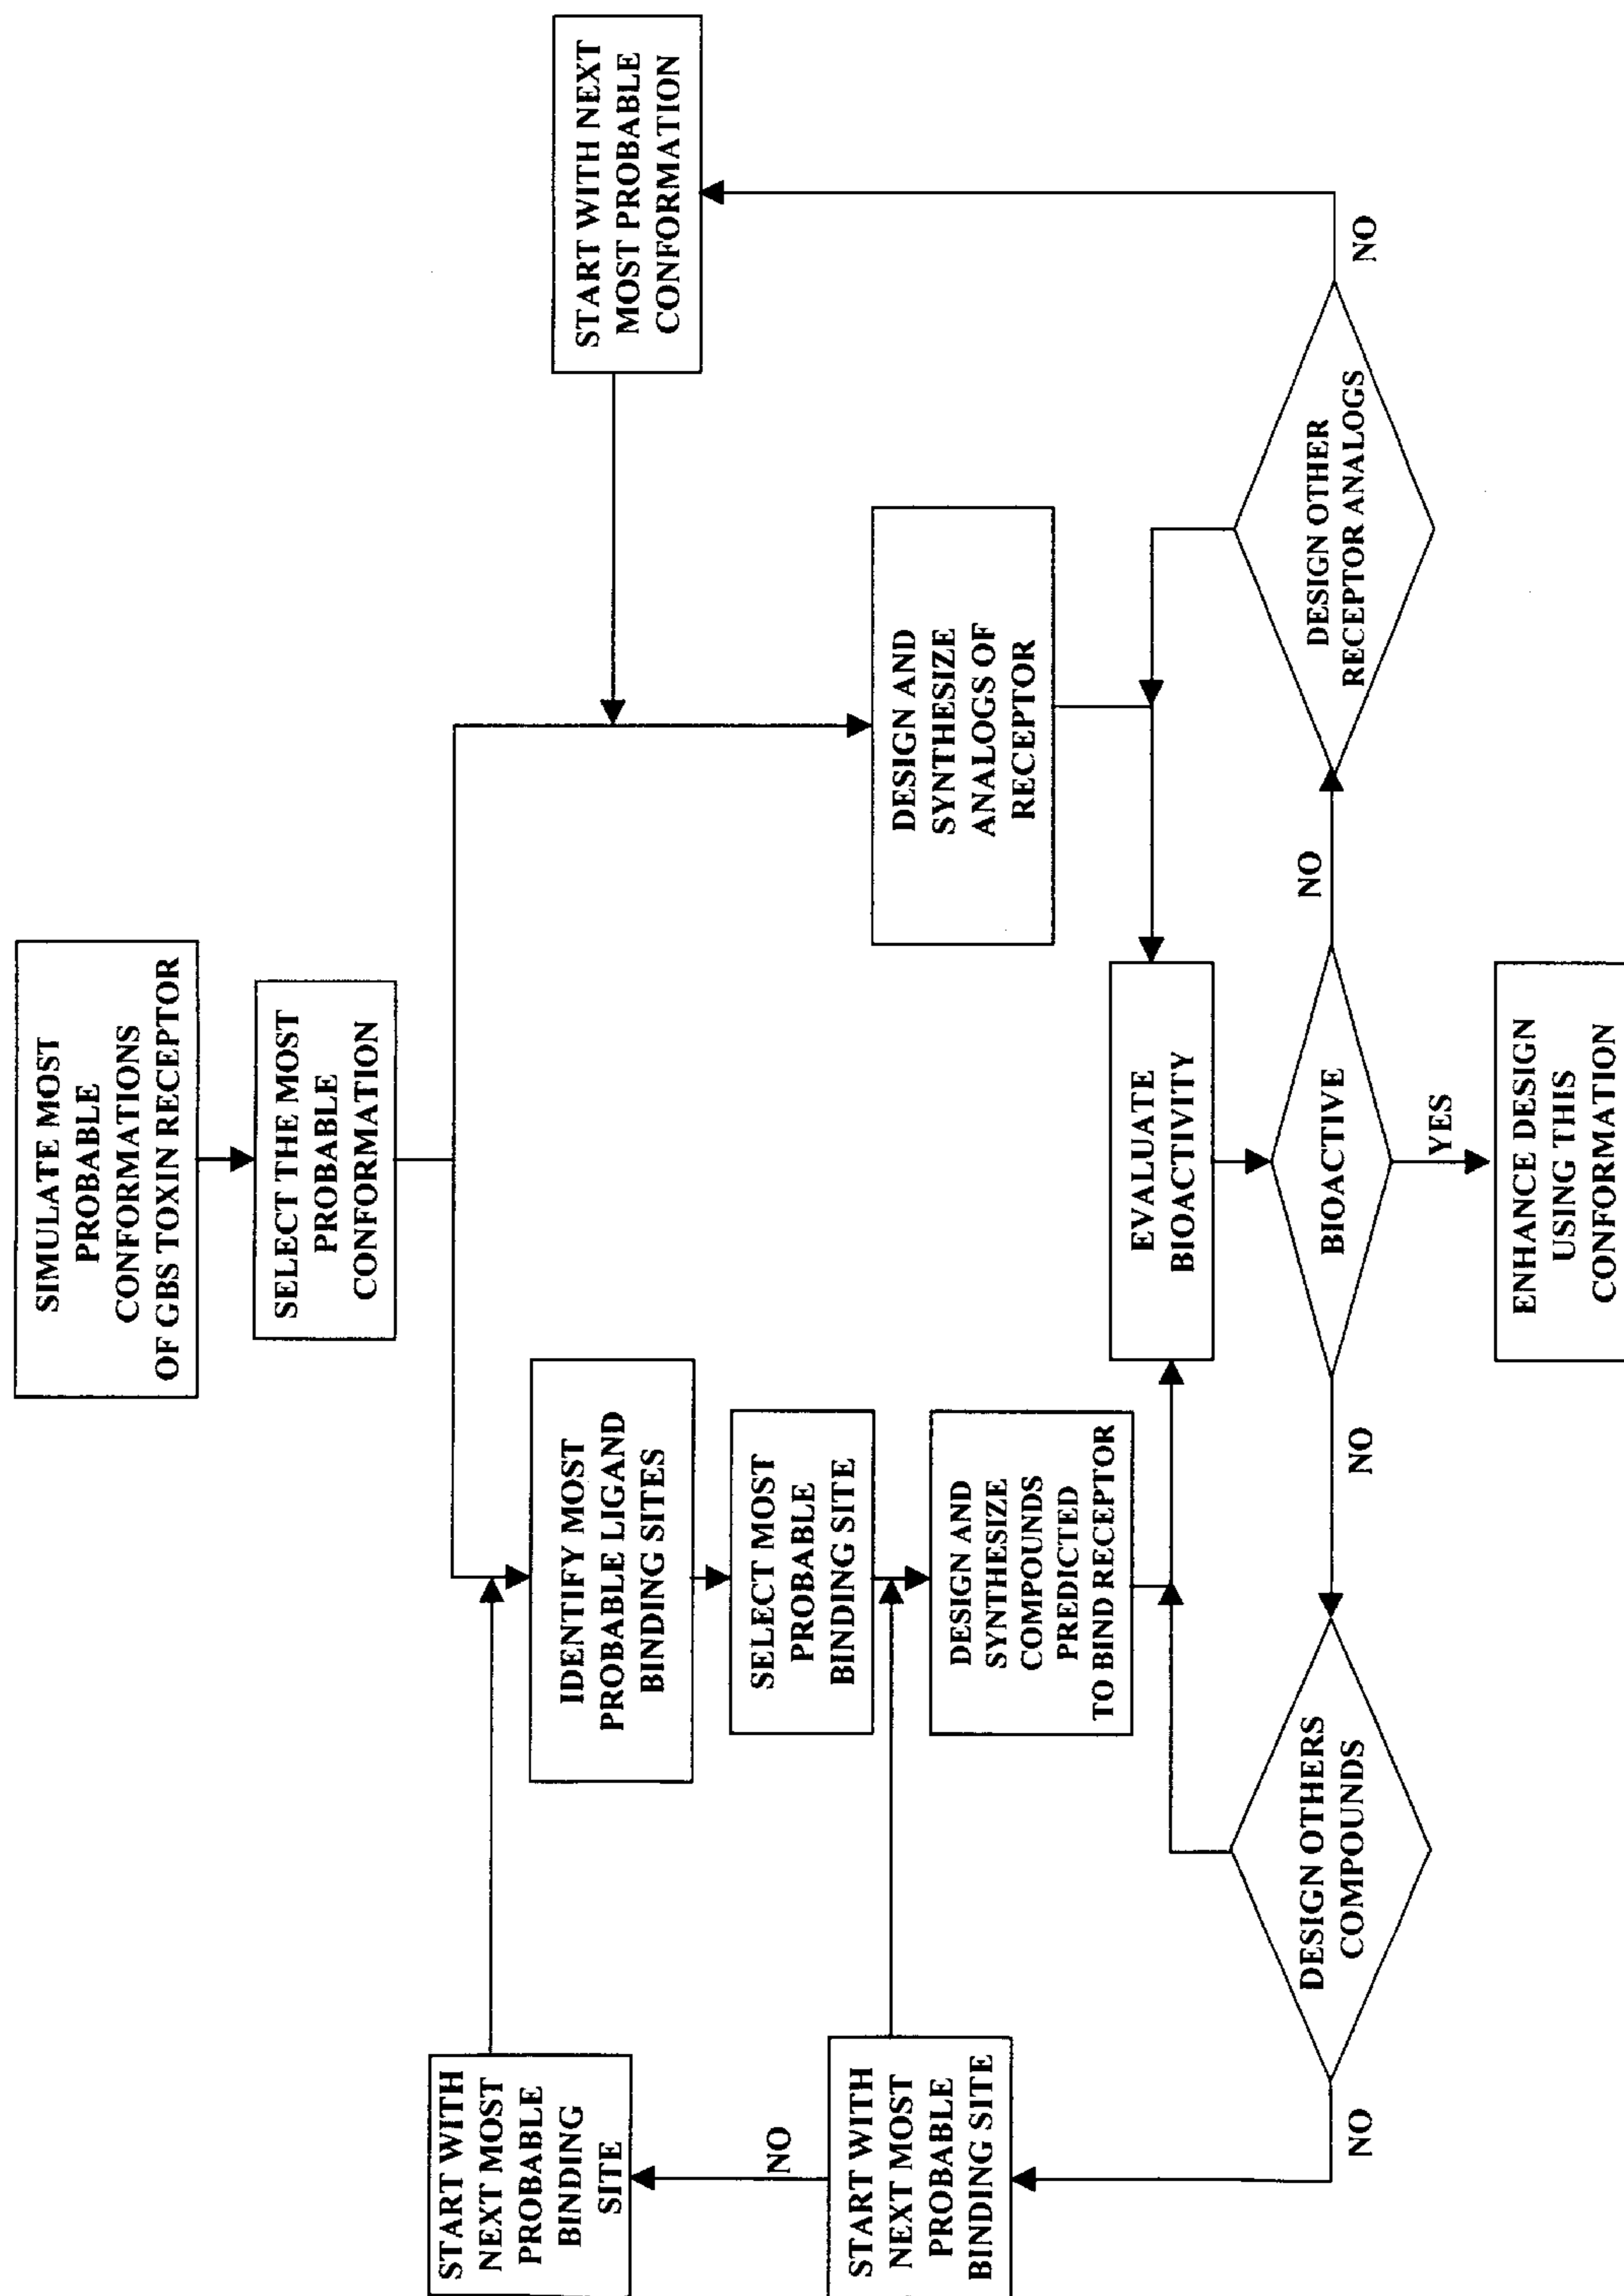 SIMULATE MOST
PROBABLE
CONFORMATIONS
OF GBS TOXIN RECEPTOR
SELECT THE MOST
PROBABLE
CONFORMATION
START WITH
NEXT MOST
PROBABLE
BINDING
SITE
IDENTIFY MOST
PROBABLE LIGAND
BINDING SITES
START WITH NEXT
MOST PROBABLE
CONFORMATION
NO
SELECT MOST
PROBABLE
BINDING SITE
START WITH
NEXT MOST
PROBABLE
BINDING SITE
DESIGN AND
SYNTHESIZE
COMPOUNDS
PREDICTED
TO BIND RECEPTOR
DESIGN AND
SYNTHESIZE
ANALOGS OF
RECEPTOR
EVALUATE
BIOACTIVITY
NO
DESIGN OTHERS
COMPOUNDS
NO
BIOACTIVE
NO
DESIGN OTHER
RECEPTOR ANALOGS
NO
YES
ENHANCE DESIGN
USING THIS
CONFORMATION